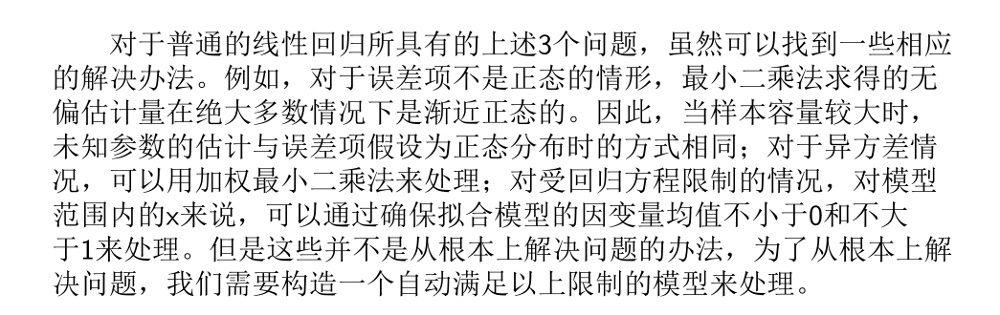 对于普通的线性回归所具有的上述3个问题，虽然可以找到一些相应
的解决办法。例如，对于误差项不是正态的情形，最小二乘法求得的无
偏估计量在绝大多数情况下是渐近正态的。因此，当样本容量较大时，
未知参数的估计与误差项假设为正态分布时的方式相同；对于异方差情
况，可以用加权最小二乘法来处理；对受回归方程限制的情况，对模型
范围内的x来说，可以通过确保拟合模型的因变量均值不小于0和不大
于1来处理。但是这些并不是从根本上解决问题的办法，为了从根本上解
决问题，我们需要构造一个自动满足以上限制的模型来处理。